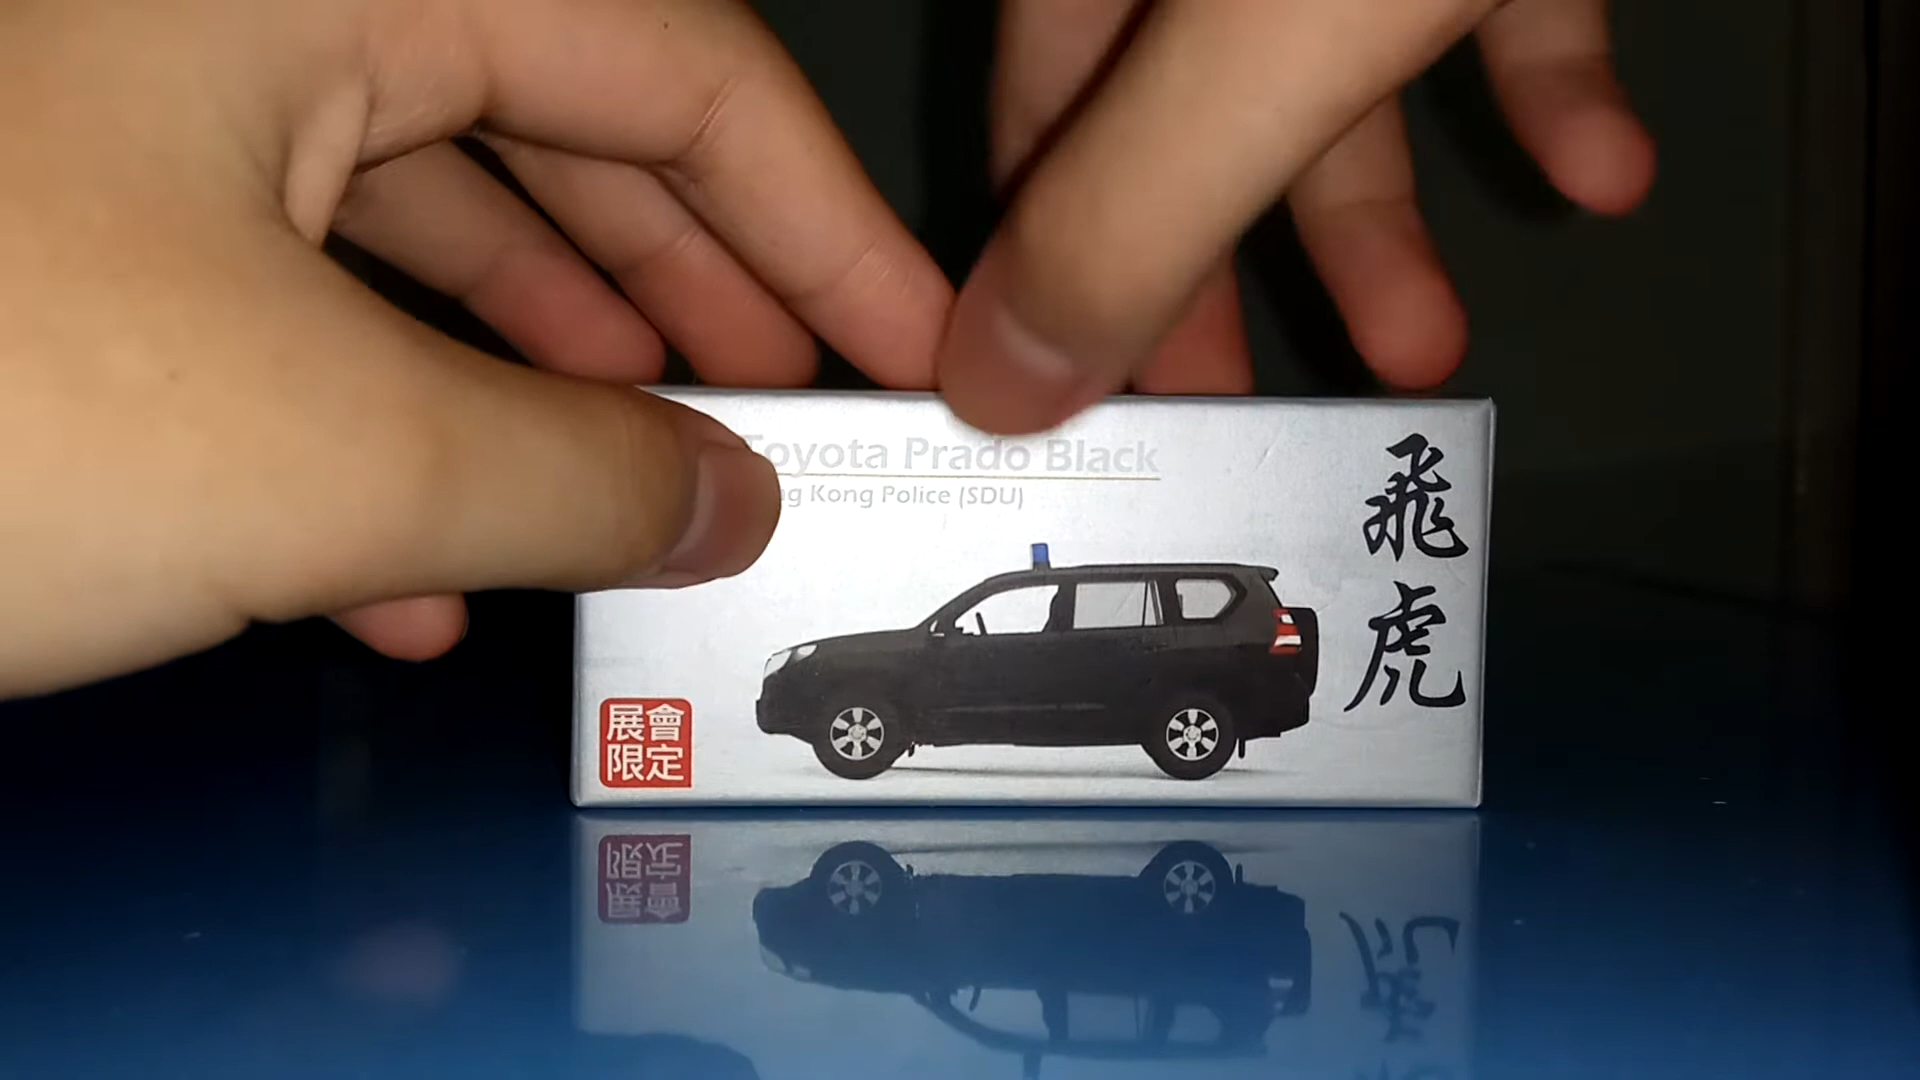 Toyota Prado Black
Kong Police (SDU)
飛虎
展會
限定